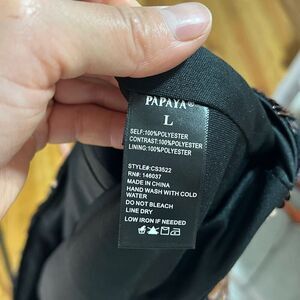 PAPAYA®
L
SELF:100%POLYESTER
CONTRAST:100%POLYESTER
LINING:100%POLYESTER
STYLE#:CS3522
RN#: 146037
MADE IN CHINA
HAND WASH WITH COLD
WATER
DO NOT BLEACH
LINE DRY
LOW IRON IF NEEDED